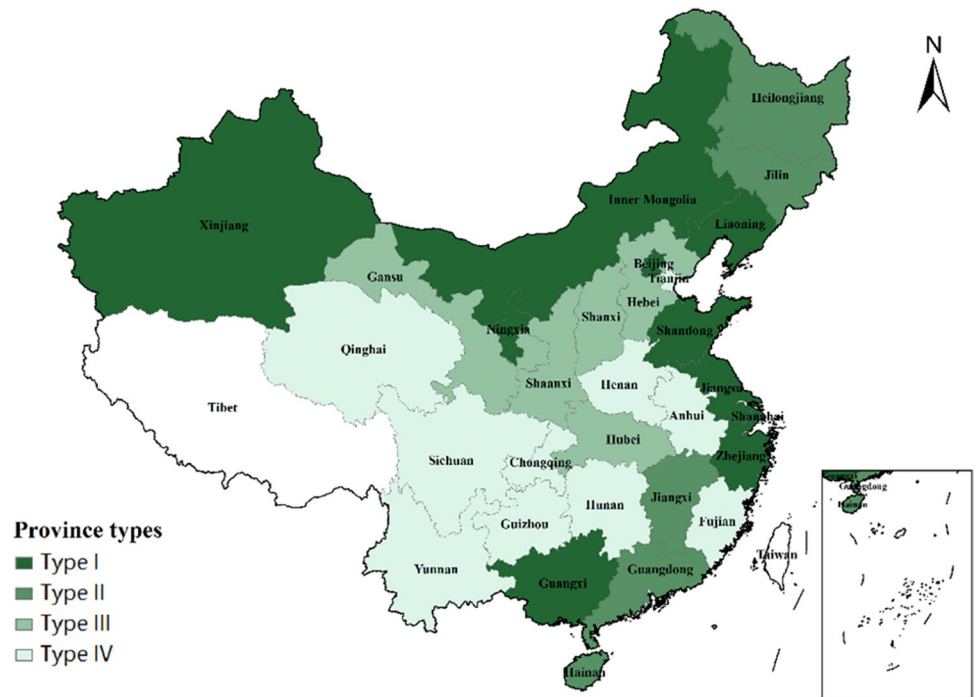 N
Heilongjiang
Jilin
Inner Mongolia
Liaoning
Xinjiang
Beijing
Tianjin
Gansu
Hebei
Shanxi
Ningxia
Shandong
Qinghai
Shaanxi
Henan
Jiangsu
Tibet
Anhui
Shanghai
Hubei
Zhejiang
Sichuan
Chongqing
Guangxi
Guangdong
Hainan
Jiangxi
Hunan
Guizhou
Fujian
Province types
Taiwan
Type I
Yunnan
Guangdong
Guangxi
Type II
Type III
Type IV
Hainan